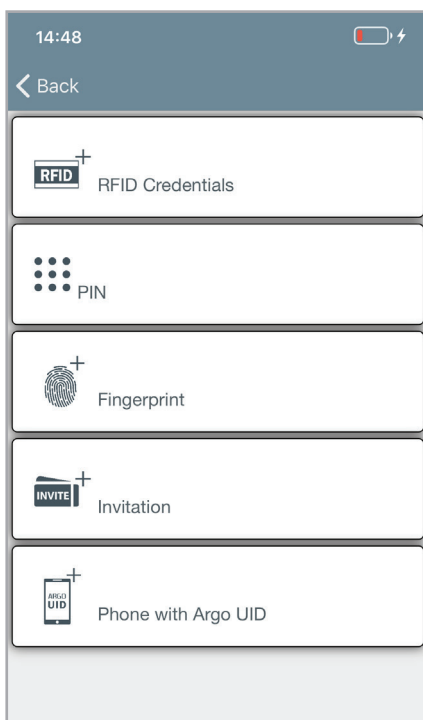 14:48
Back
RFID
RFID Credentials
PIN
Fingerprint
INVITE
Invitation
ARGO
UID
Phone with Argo UID